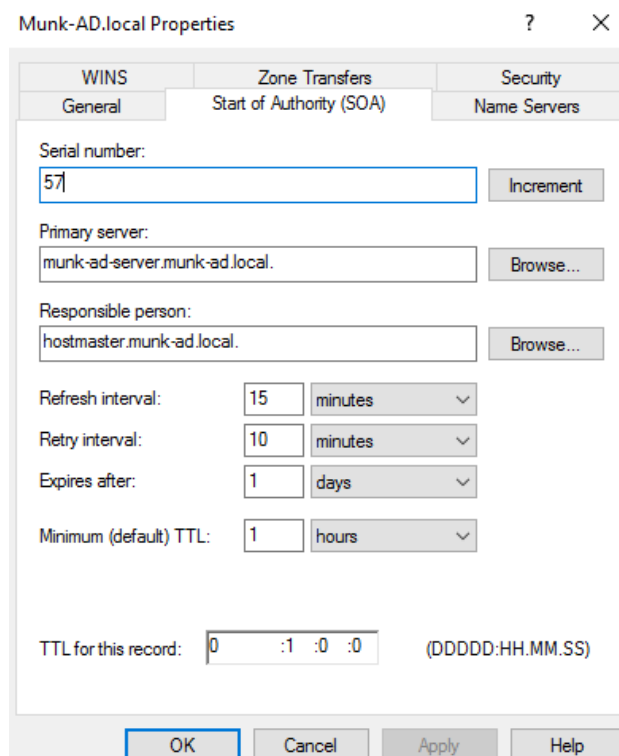 Munk-AD.local Properties ? ✕
WINS Zone Transfers Security
General Start of Authority (SOA) Name Servers
Serial number:
57 Increment
Primary server:
munk-ad-server.munk-ad.local. Browse...
Responsible person:
hostmaster.munk-ad.local. Browse...
Refresh interval: 15 minutes
Retry interval: 10 minutes
Expires after: 1 days
Minimum (default) TTL: 1 hours
TTL for this record: 0 :1 :0 :0 (DDDDD:HH.MM.SS)
OK Cancel Apply Help